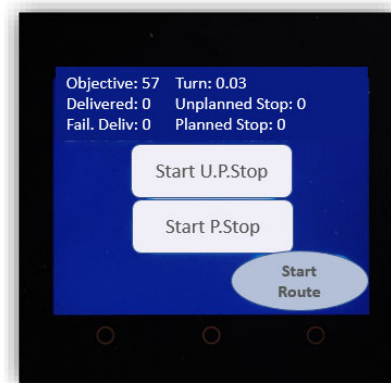 Objective: 57 Turn: 0.03
Delivered: 0 Unplanned Stop: 0
Fail. Deliv: 0 Planned Stop: 0
Start U.P.Stop
Start P.Stop
Start
Route